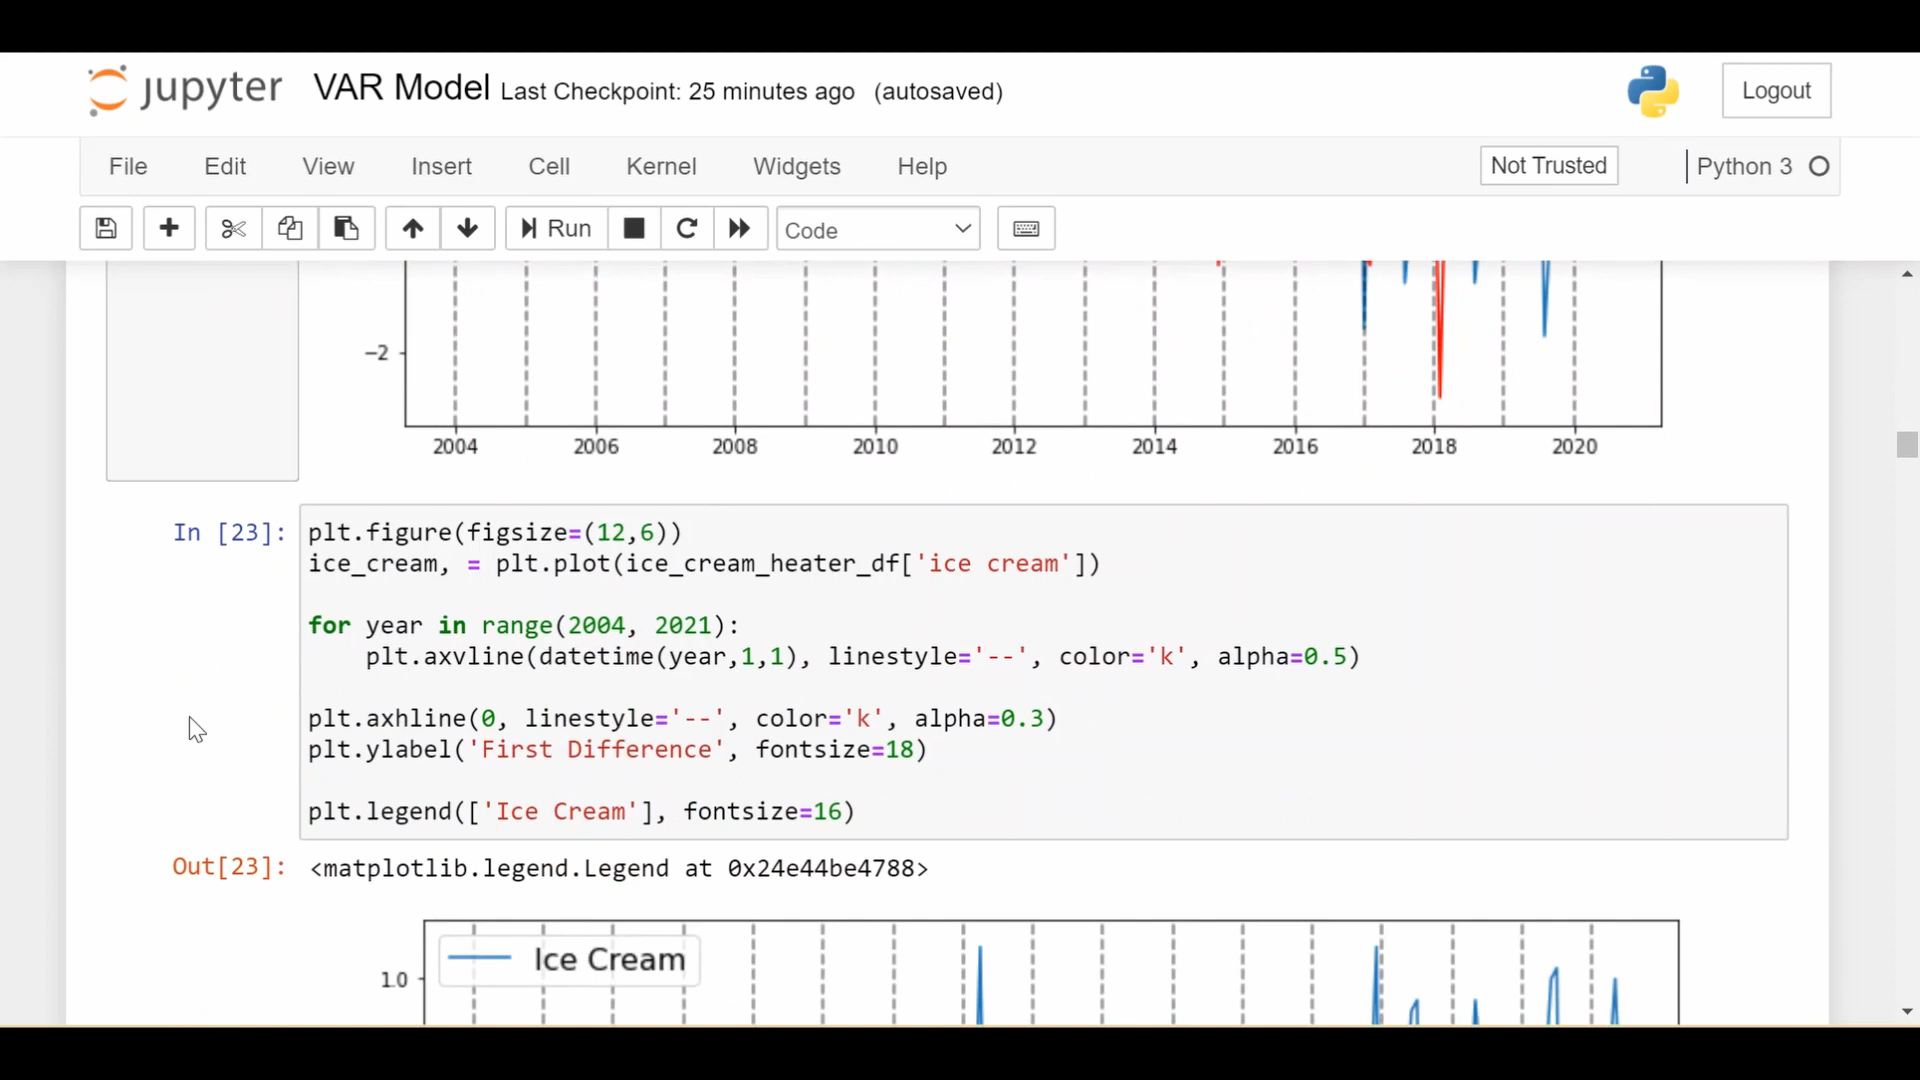 jupyter VAR Model Last Checkpoint: 25 minutes ago (autosaved) Logout
File Edit View Insert Cell Kernel Widgets Help Not Trusted Python 3
Run Code
−2
2004 2006 2008 2010 2012 2014 2016 2018 2020
In [23]: plt.figure(figsize=(12,6))
ice_cream, = plt.plot(ice_cream_heater_df['ice cream'])
for year in range(2004, 2021):
    plt.axvline(datetime(year,1,1), linestyle='--', color='k', alpha=0.5)
plt.axhline(0, linestyle='--', color='k', alpha=0.3)
plt.ylabel('First Difference', fontsize=18)
plt.legend(['Ice Cream'], fontsize=16)
Out[23]: <matplotlib.legend.Legend at 0x24e44be4788>
Ice Cream
1.0